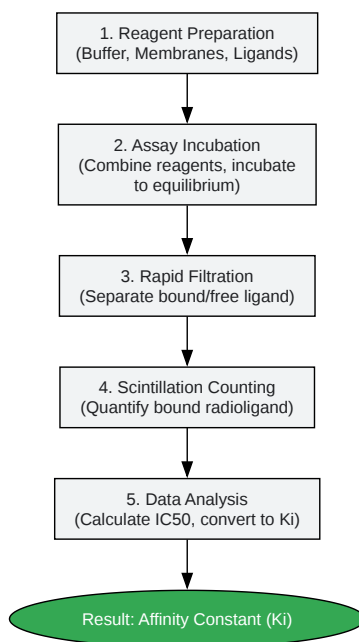 1. Reagent Preparation
(Buffer, Membranes, Ligands)
2. Assay Incubation
(Combine reagents, incubate
to equilibrium)
3. Rapid Filtration
(Separate bound/free ligand)
4. Scintillation Counting
(Quantify bound radioligand)
5. Data Analysis
(Calculate IC50, convert to Ki)
Result: Affinity Constant (Ki)